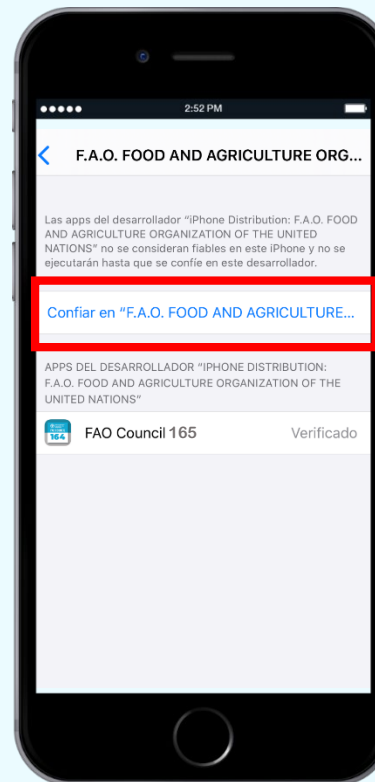 2:52 PM
F.A.O. FOOD AND AGRICULTURE ORG...
Las apps del desarrollador “iPhone Distribution: F.A.O. FOOD
AND AGRICULTURE ORGANIZATION OF THE UNITED
NATIONS” no se consideran fiables en este iPhone y no se
ejecutarán hasta que se confíe en este desarrollador.
Confiar en “F.A.O. FOOD AND AGRICULTURE...
APPS DEL DESARROLLADOR “IPHONE DISTRIBUTION:
F.A.O. FOOD AND AGRICULTURE ORGANIZATION OF THE
UNITED NATIONS”
164
FAO Council 165 Verificado